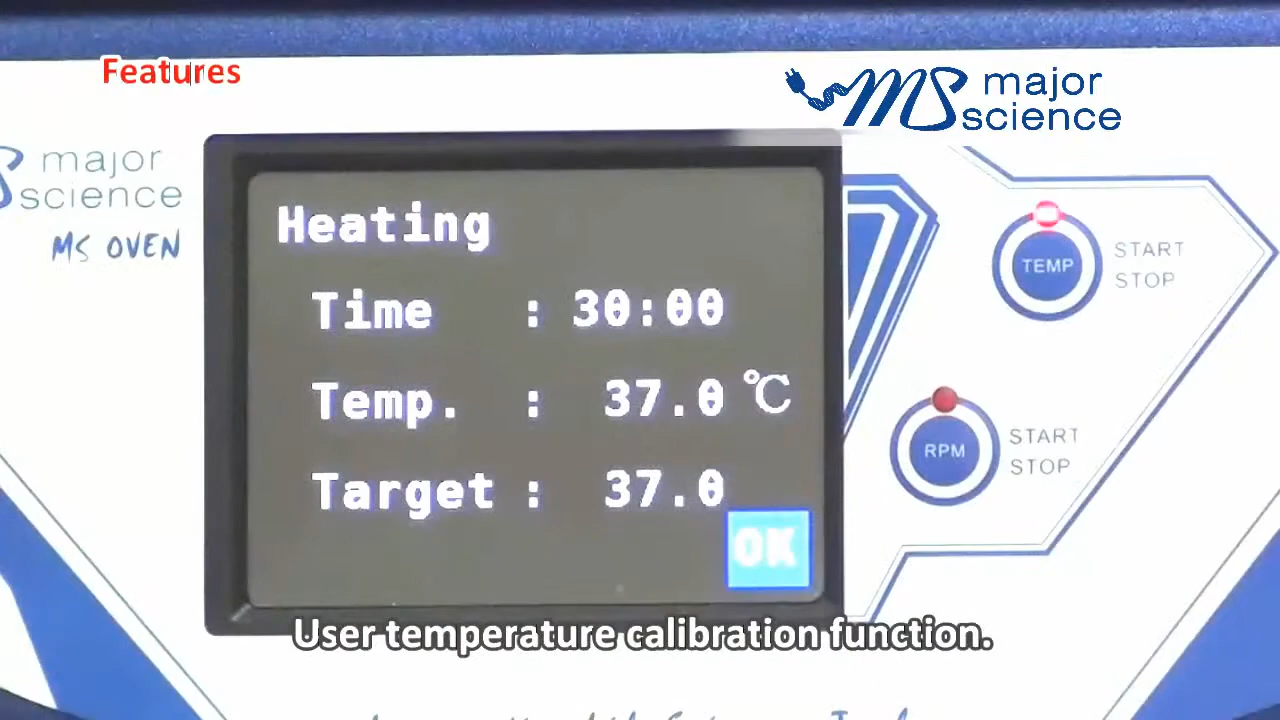 Features
major
science
major
science
MS OVEN
Heating
Time : 30:00
Temp. : 37.0 ℃
Target : 37.0
OK
TEMP
START
STOP
RPM
START
STOP
User temperature calibration function.